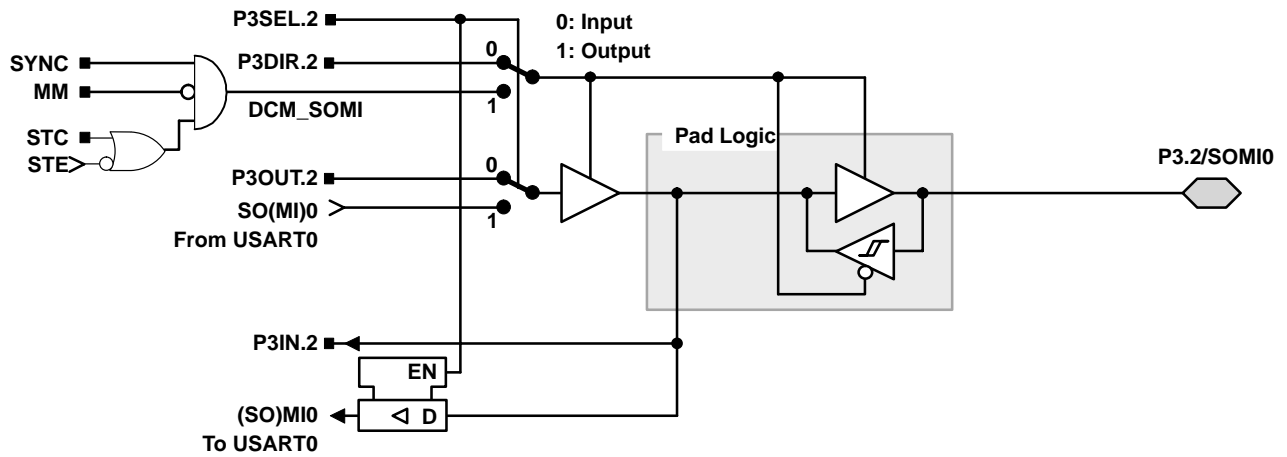 P3SEL.2
0: Input
1: Output
SYNC
P3DIR.2
0
MM
1
DCM_SOMI
STC
STE
Pad Logic
P3.2/SOMI0
P3OUT.2
0
SO(MI)0
1
From USART0
P3IN.2
EN
(SO)MI0
D
To USART0